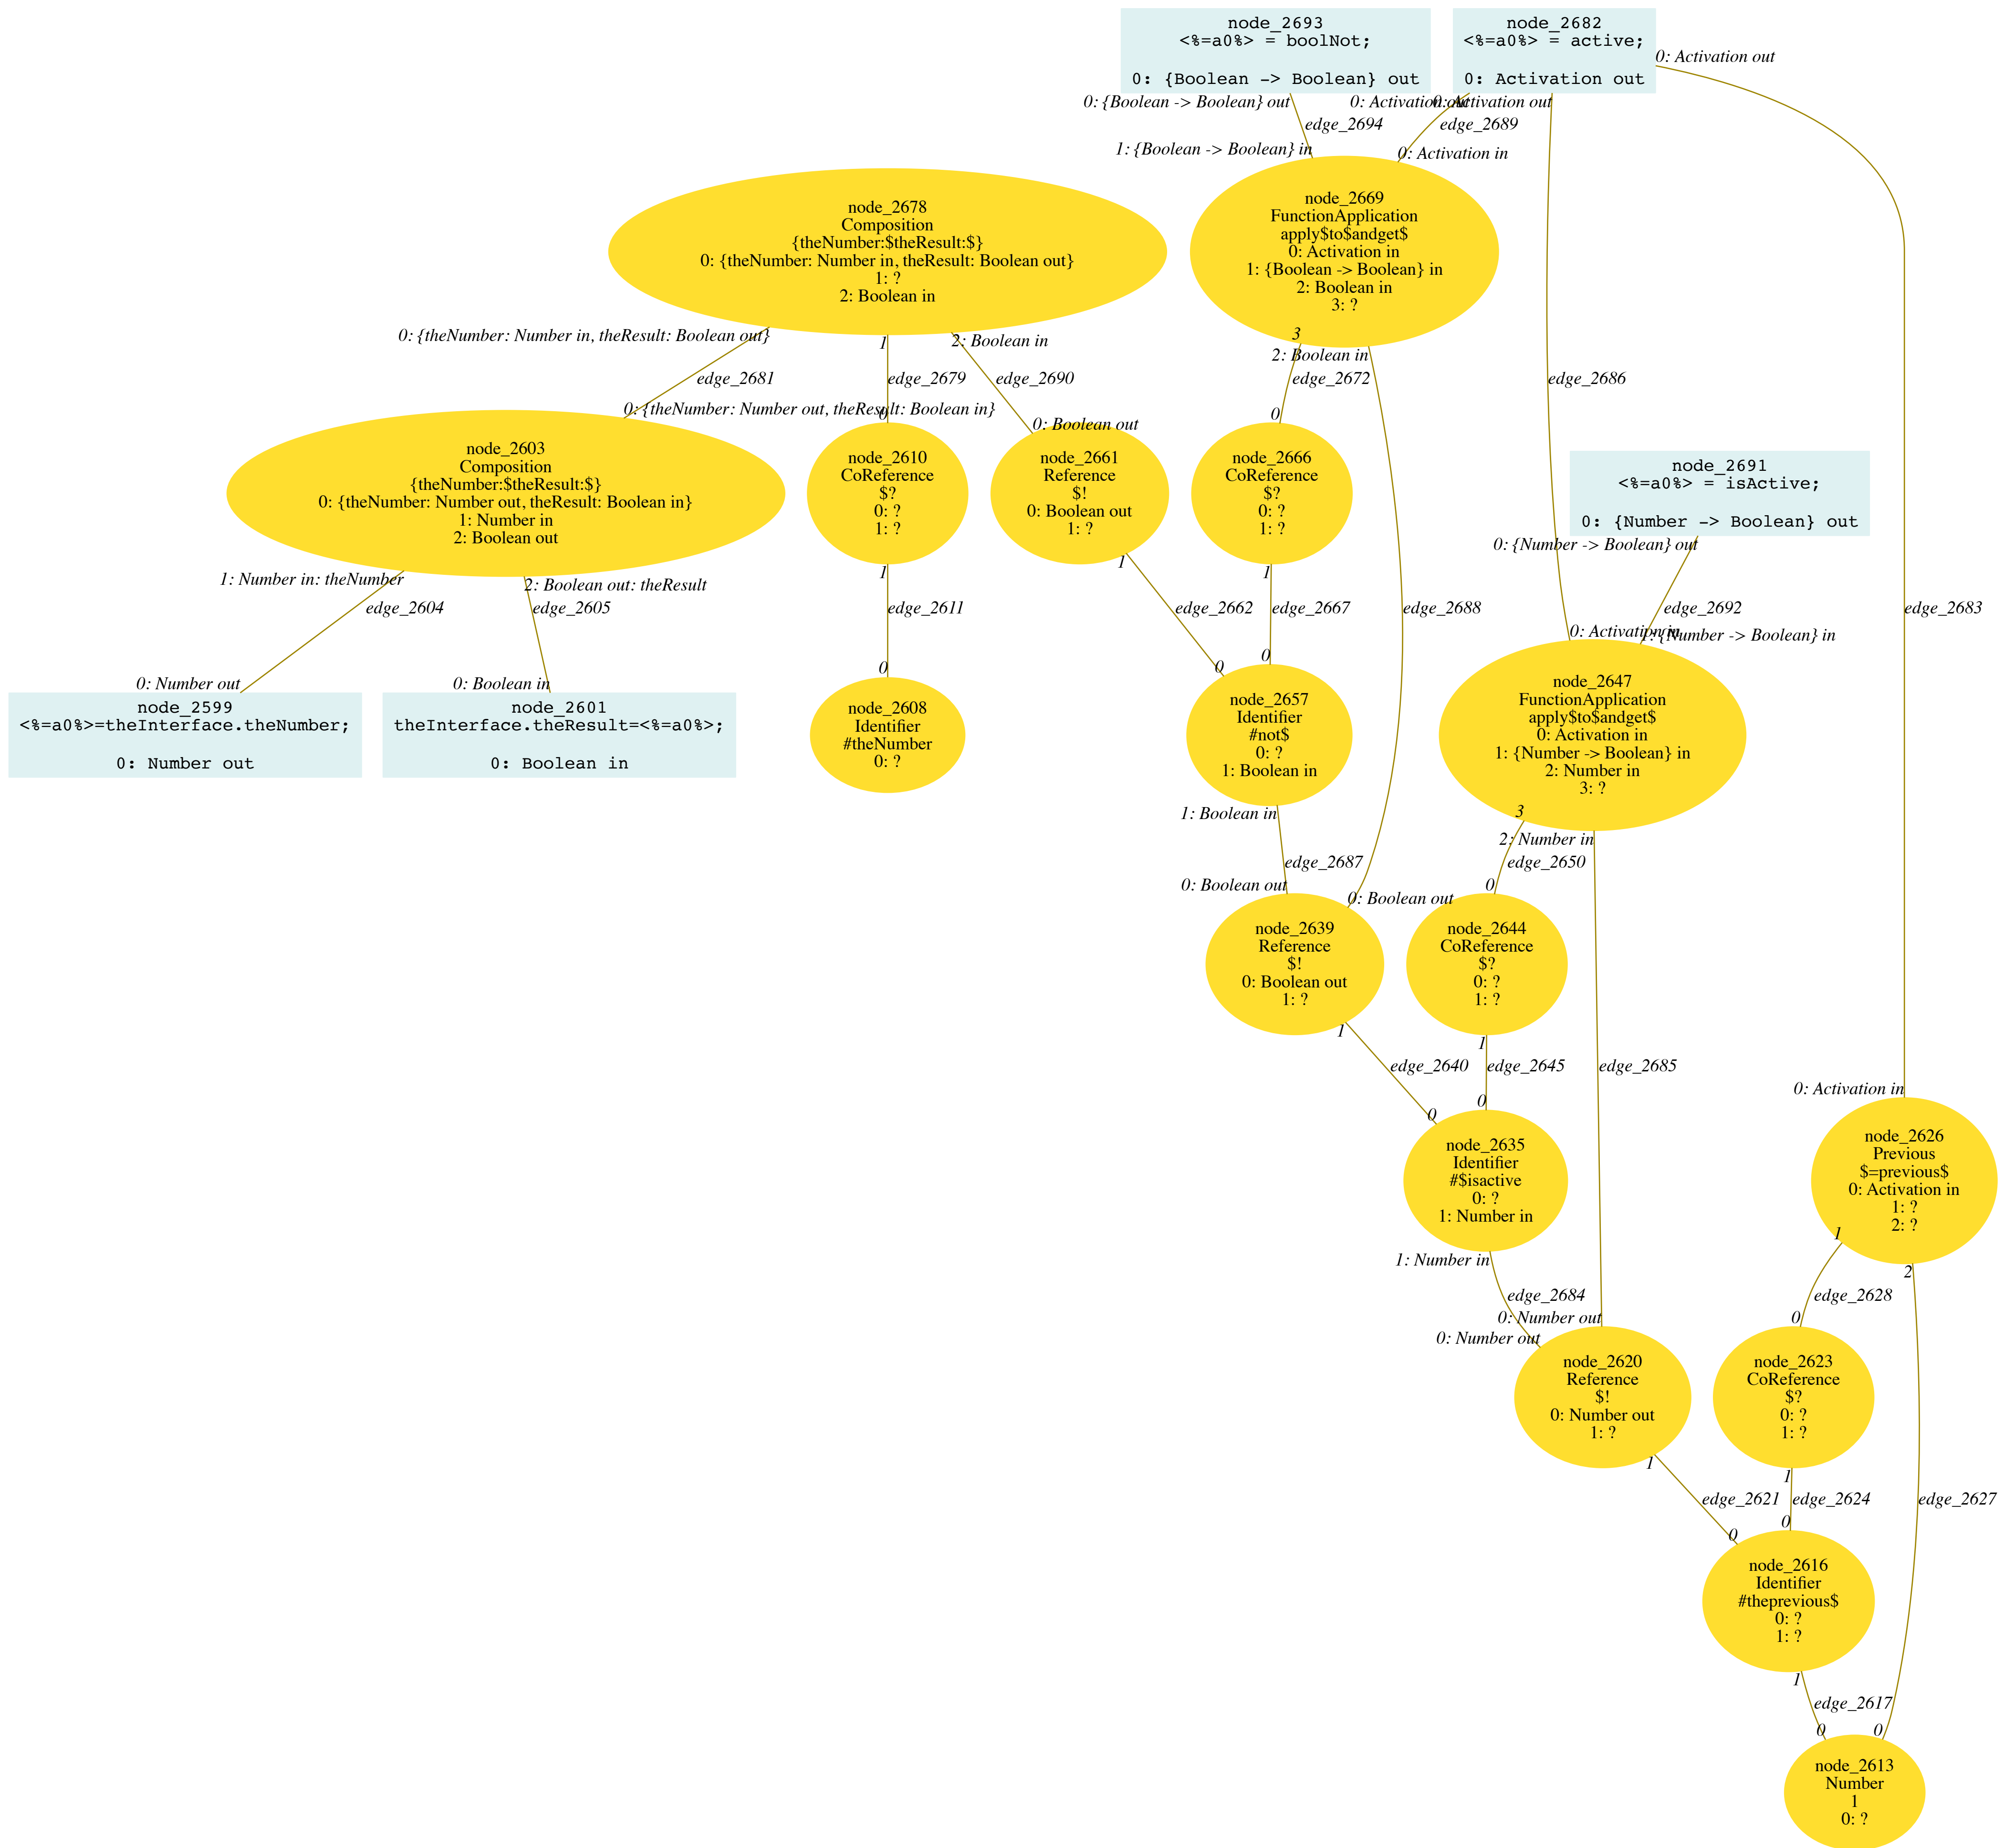 node_2693
<%=a0%> = boolNot;
0: {Boolean -> Boolean} out
node_2682
<%=a0%> = active;
0: Activation out
0: Activation out
0: {Boolean -> Boolean} out
0: Activation out
0: Activation out
edge_2694
edge_2689
1: {Boolean -> Boolean} in
0: Activation in
node_2678
Composition
{theNumber:$theResult:$}
0: {theNumber: Number in, theResult: Boolean out}
1: ?
2: Boolean in
node_2669
FunctionApplication
apply$to$andget$
0: Activation in
1: {Boolean -> Boolean} in
2: Boolean in
3: ?
0: {theNumber: Number in, theResult: Boolean out}
1
2: Boolean in
3
2: Boolean in
edge_2681
edge_2679
edge_2690
edge_2672
edge_2686
0: {theNumber: Number out, theResult: Boolean in}
0
0: Boolean out
0
node_2603
Composition
{theNumber:$theResult:$}
0: {theNumber: Number out, theResult: Boolean in}
1: Number in
2: Boolean out
node_2610
CoReference
$?
0: ?
1: ?
node_2661
Reference
$!
0: Boolean out
1: ?
node_2666
CoReference
$?
0: ?
1: ?
node_2691
<%=a0%> = isActive;
0: {Number -> Boolean} out
0: {Number -> Boolean} out
1: Number in: theNumber
2: Boolean out: theResult
1
1
1
edge_2604
edge_2605
edge_2611
edge_2662
edge_2667
edge_2688
edge_2692
edge_2683
0: Activation in
1: {Number -> Boolean} in
0: Number out
0: Boolean in
0
0
0
node_2599
<%=a0%>=theInterface.theNumber;
0: Number out
node_2601
theInterface.theResult=<%=a0%>;
0: Boolean in
node_2608
Identifier
#theNumber
0: ?
node_2657
Identifier
#not$
0: ?
1: Boolean in
node_2647
FunctionApplication
apply$to$andget$
0: Activation in
1: {Number -> Boolean} in
2: Number in
3: ?
1: Boolean in
3
2: Number in
edge_2687
edge_2650
0: Boolean out
0: Boolean out
0
node_2639
Reference
$!
0: Boolean out
1: ?
node_2644
CoReference
$?
0: ?
1: ?
1
1
edge_2640
edge_2645
edge_2685
0
0
0: Activation in
node_2635
Identifier
#$isactive
0: ?
1: Number in
node_2626
Previous
$=previous$
0: Activation in
1: ?
2: ?
1: Number in
1
2
edge_2684
edge_2628
0: Number out
0: Number out
0
node_2620
Reference
$!
0: Number out
1: ?
node_2623
CoReference
$?
0: ?
1: ?
1
1
edge_2621
edge_2624
edge_2627
0
0
node_2616
Identifier
#theprevious$
0: ?
1: ?
1
edge_2617
0
0
node_2613
Number
1
0: ?